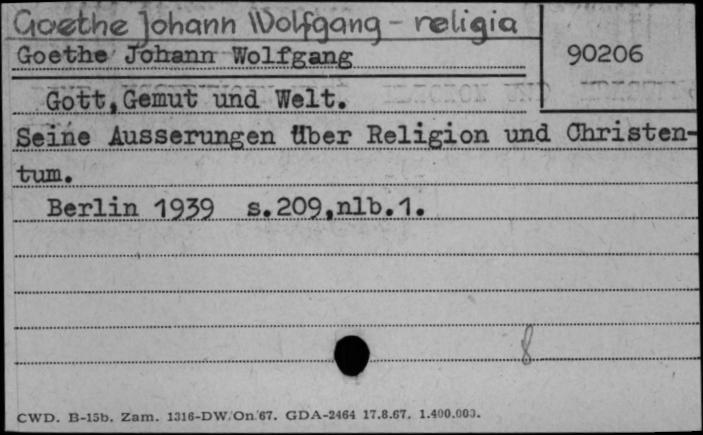 Goethe Johann Wolfgang - religia
Goethe Johann Wolfgang
90206
Gott,Gemut und Welt.
Seine Ausserungen über Religion und Christen-
tum.
Berlin 1939 s.209,nlb.1.
8
CWD. B-15b. Zam. 1316-DW/On/67. GDA-2464 17.8.67. 1.400.000.